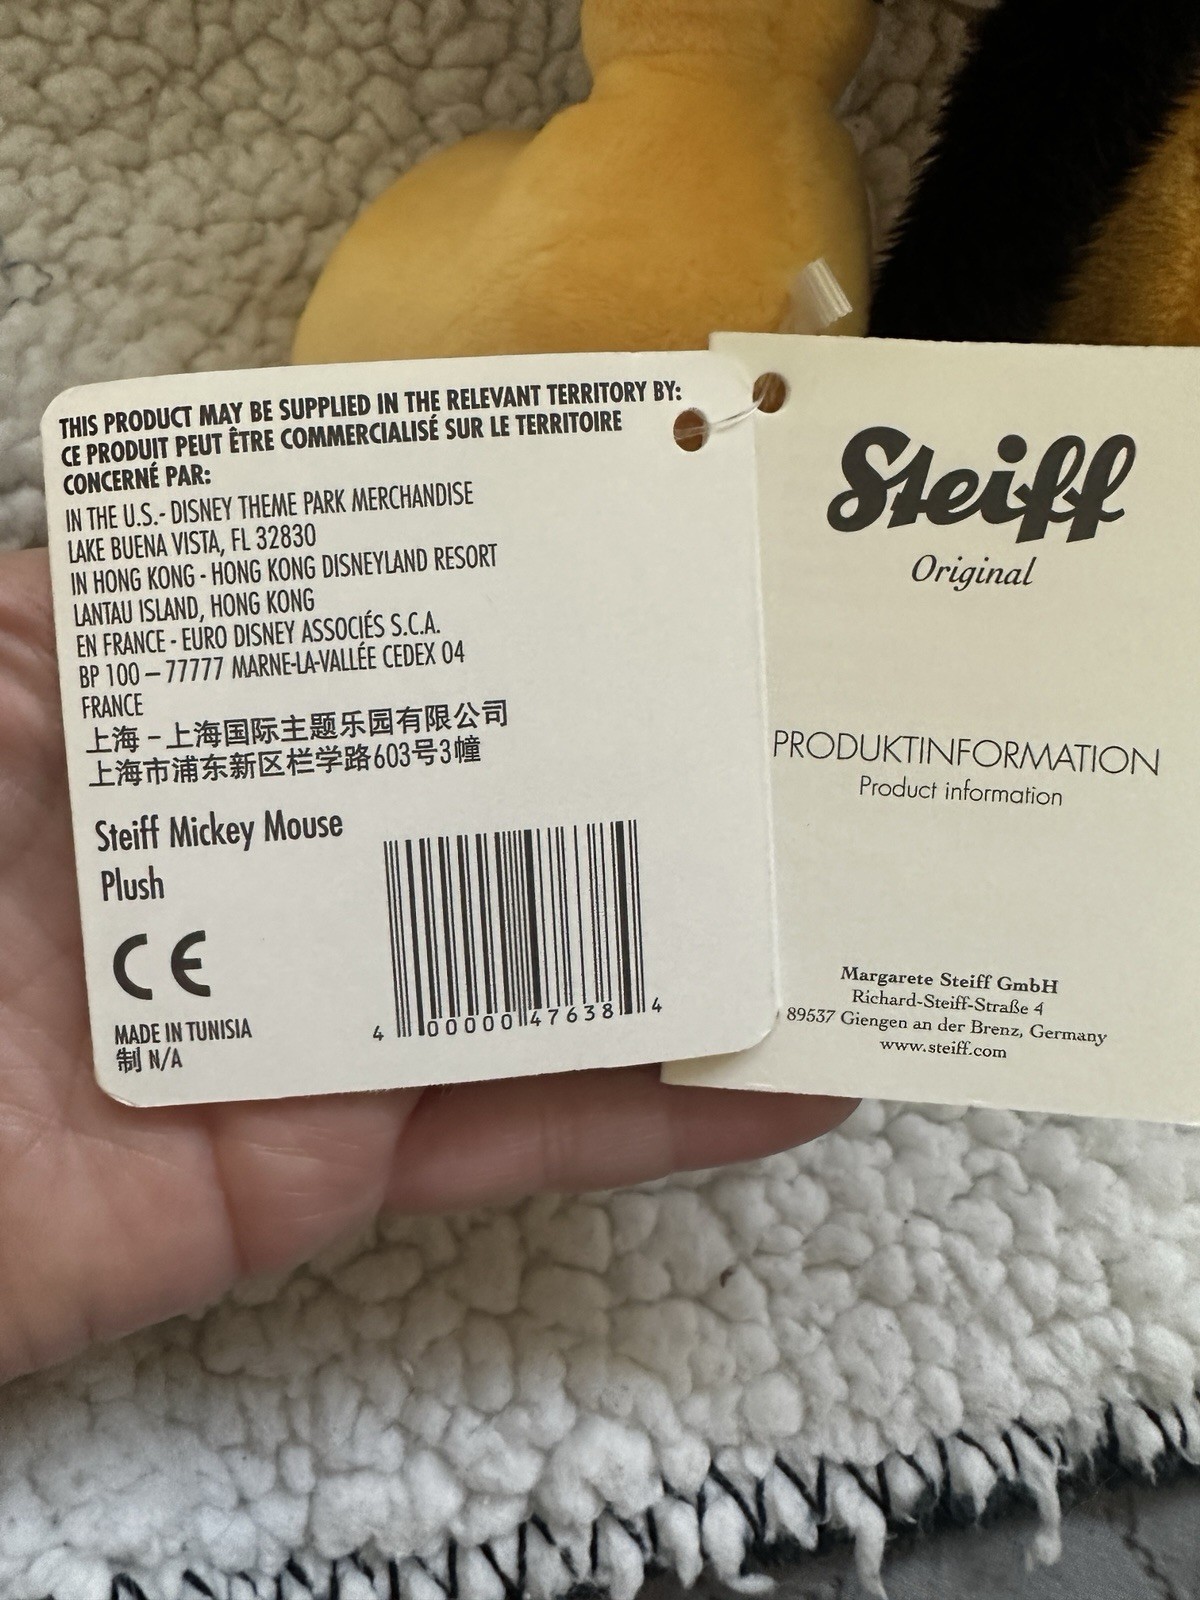 THIS PRODUCT MAY BE SUPPLIED IN THE RELEVANT TERRITORY BY:
CE PRODUIT PEUT ÊTRE COMMERCIALISÉ SUR LE TERRITOIRE
CONCERNÉ PAR:
IN THE U.S.- DISNEY THEME PARK MERCHANDISE
LAKE BUENA VISTA, FL 32830
IN HONG KONG - HONG KONG DISNEYLAND RESORT
LANTAU ISLAND, HONG KONG
EN FRANCE - EURO DISNEY ASSOCIÉS S.C.A.
BP 100 – 77777 MARNE-LA-VALLÉE CEDEX 04
FRANCE
上海 – 上海国际主题乐园有限公司
上海市浦东新区栏学路603号3幢
Steiff Mickey Mouse
Plush
CE
MADE IN TUNISIA
制 N/A
4 00000 47638 4
Steiff
Original
PRODUKTINFORMATION
Product information
Margarete Steiff GmbH
Richard-Steiff-Straße 4
89537 Giengen an der Brenz, Germany
www.steiff.com